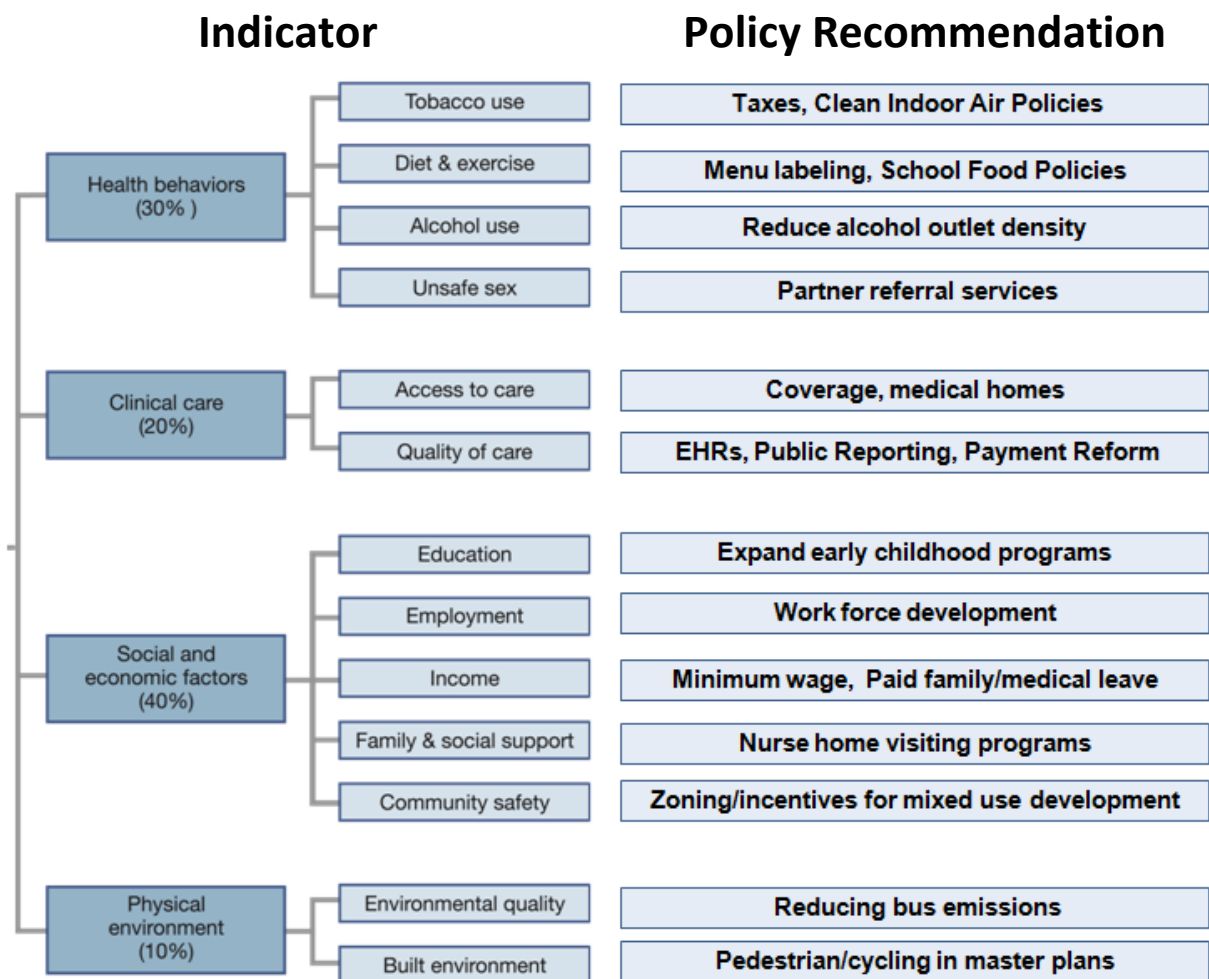 Indicator
Policy Recommendation
Health behaviors
(30% )
Tobacco use
Taxes, Clean Indoor Air Policies
Diet & exercise
Menu labeling, School Food Policies
Alcohol use
Reduce alcohol outlet density
Unsafe sex
Partner referral services
Clinical care
(20%)
Access to care
Coverage, medical homes
Quality of care
EHRs, Public Reporting, Payment Reform
Social and
economic factors
(40%)
Education
Expand early childhood programs
Employment
Work force development
Income
Minimum wage, Paid family/medical leave
Family & social support
Nurse home visiting programs
Community safety
Zoning/incentives for mixed use development
Physical
environment
(10%)
Environmental quality
Reducing bus emissions
Built environment
Pedestrian/cycling in master plans